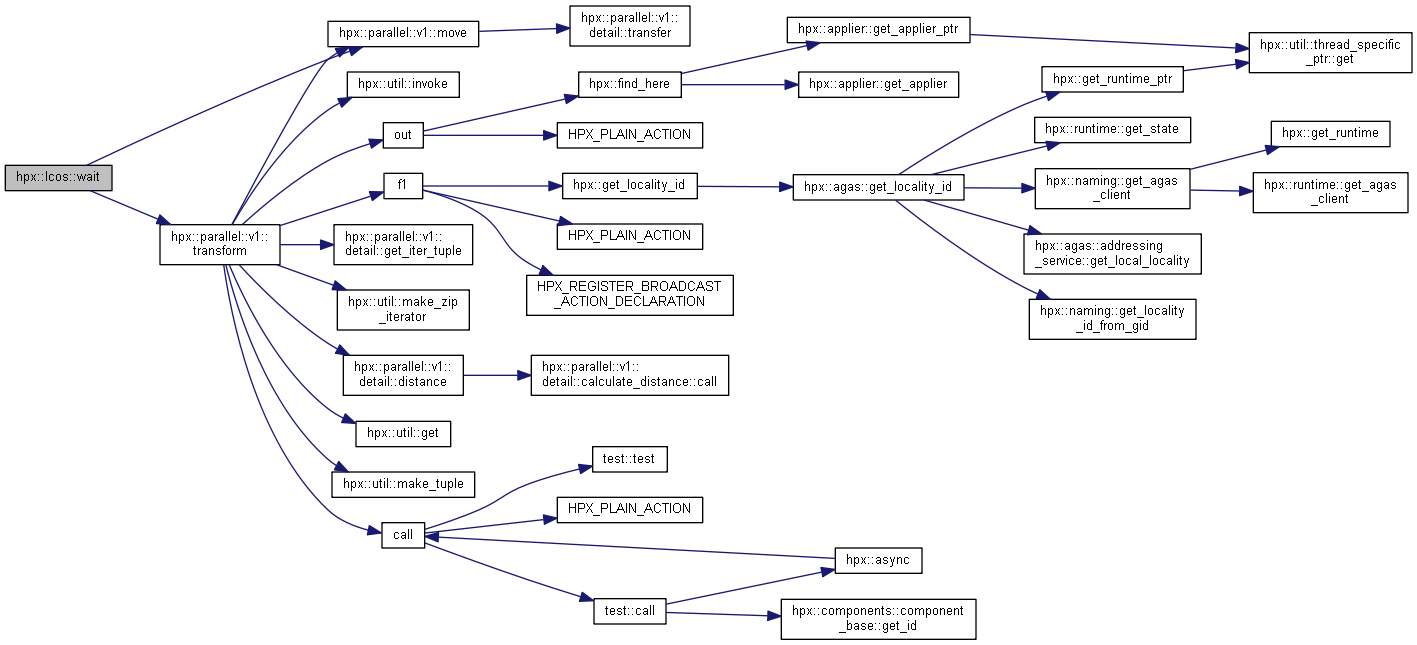 hpx::lcos::wait
hpx::parallel::v1::move
hpx::parallel::v1::
detail::transfer
hpx::parallel::v1::
transform
hpx::util::invoke
out
hpx::find_here
hpx::applier::get_applier_ptr
hpx::util::thread_specific
_ptr::get
hpx::applier::get_applier
HPX_PLAIN_ACTION
f1
hpx::get_locality_id
hpx::agas::get_locality_id
hpx::get_runtime_ptr
hpx::runtime::get_state
hpx::naming::get_agas
_client
hpx::get_runtime
hpx::runtime::get_agas
_client
hpx::agas::addressing
_service::get_local_locality
hpx::naming::get_locality
_id_from_gid
HPX_PLAIN_ACTION
HPX_REGISTER_BROADCAST
_ACTION_DECLARATION
hpx::parallel::v1::
detail::get_iter_tuple
hpx::util::make_zip
_iterator
hpx::parallel::v1::
detail::distance
hpx::parallel::v1::
detail::calculate_distance::call
hpx::util::get
hpx::util::make_tuple
call
test::test
HPX_PLAIN_ACTION
test::call
hpx::async
hpx::components::component
_base::get_id